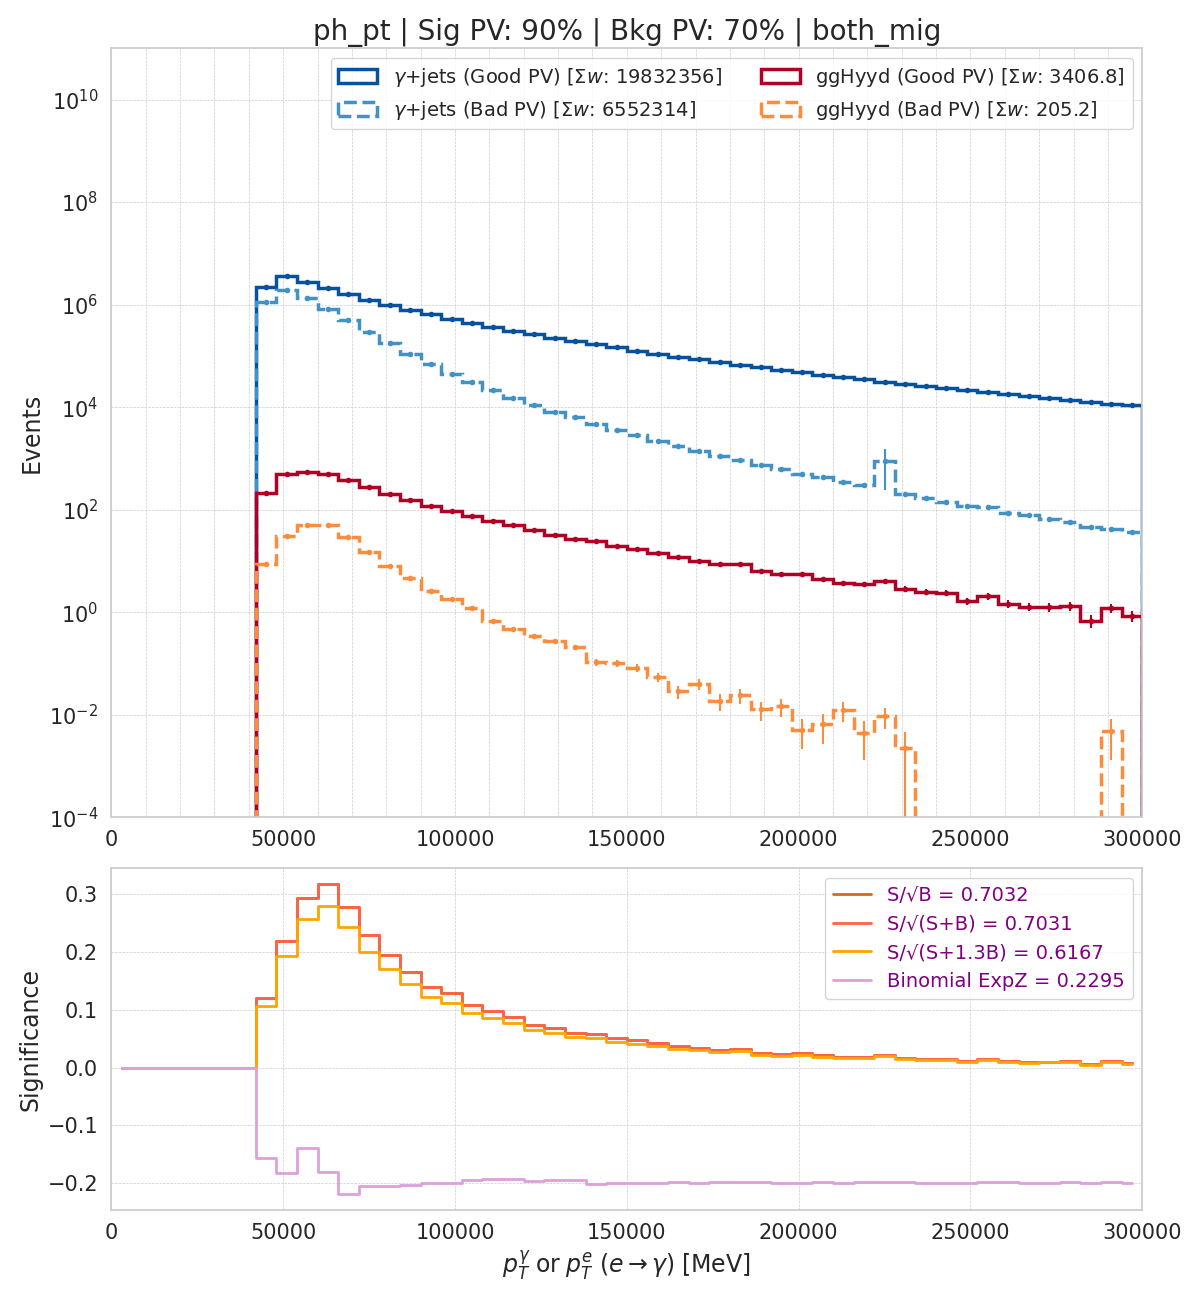 ph_pt | Sig PV: 90% | Bkg PV: 70% | both_mig
γ+jets (Good PV) [Σw: 19832356]
γ+jets (Bad PV) [Σw: 6552314]
ggHyyd (Good PV) [Σw: 3406.8]
ggHyyd (Bad PV) [Σw: 205.2]
Events
10^10
10^8
10^6
10^4
10^2
10^0
10^−2
10^−4
0 50000 100000 150000 200000 250000 300000
Significance
0.3
0.2
0.1
0.0
−0.1
−0.2
S/√B = 0.7032
S/√(S+B) = 0.7031
S/√(S+1.3B) = 0.6167
Binomial ExpZ = 0.2295
0 50000 100000 150000 200000 250000 300000
p_T^γ or p_T^e (e→γ) [MeV]